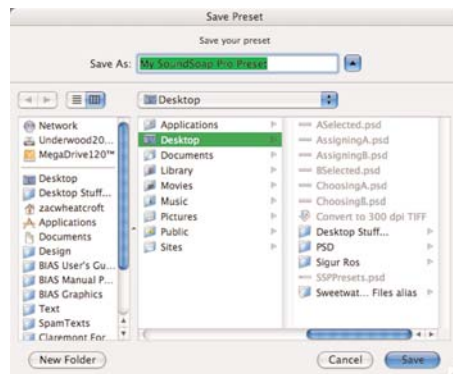 Save Preset
Save your preset
Save As: My SoundSoap Pro Preset
Desktop
Network
Underwood20...
MegaDrive120™
Desktop
Desktop Stuff...
zacwheatcroft
Applications
Documents
Design
BIAS User's Gu...
BIAS Manual P...
BIAS Graphics
Text
SpamTexts
Claremont For
Applications
Desktop
Documents
Library
Movies
Music
Pictures
Public
Sites
ASelected.psd
AssigningA.psd
AssigningB.psd
BSelected.psd
ChoosingA.psd
ChoosingB.psd
Convert to 300 dpi TIFF
Desktop Stuff...
PSD
Sigur Ros
SSPPresets.psd
Sweetwat... Files alias
New Folder
Cancel
Save